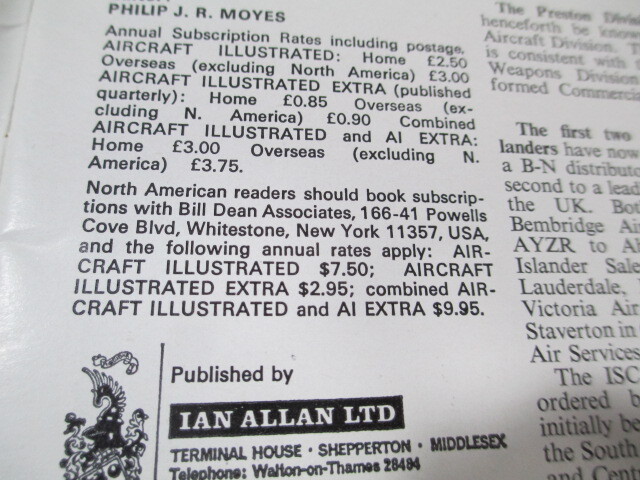 PHILIP J. R. MOYES
Annual Subscription Rates including postage.
AIRCRAFT ILLUSTRATED: Home £2.50
Overseas (excluding North America) £3.00
AIRCRAFT ILLUSTRATED EXTRA (published
quarterly): Home £0.85 Overseas (ex-
cluding N. America) £0.90 Combined
AIRCRAFT ILLUSTRATED and AI EXTRA:
Home £3.00 Overseas (excluding N.
America) £3.75.
North American readers should book subscrip-
tions with Bill Dean Associates, 166-41 Powells
Cove Blvd, Whitestone, New York 11357, USA,
and the following annual rates apply: AIR-
CRAFT ILLUSTRATED $7.50; AIRCRAFT
ILLUSTRATED EXTRA $2.95; combined AIR-
CRAFT ILLUSTRATED and AI EXTRA $9.95.
Published by
IAN ALLAN LTD
TERMINAL HOUSE · SHEPPERTON · MIDDLESEX
Telephone: Walton-on-Thames 28484
The Preston Divi
henceforth be know
Aircraft Division. T
is consistent with
Weapons Division
formed Commercia
The first two
landers have now
a B-N distributo
second to a lead
the UK. Bot
Bembridge Air
AYZR to A
Islander Sale
Lauderdale,
Victoria Air
Staverton in
Air Services
The ISC
ordered b
initially be
the South
and Cent